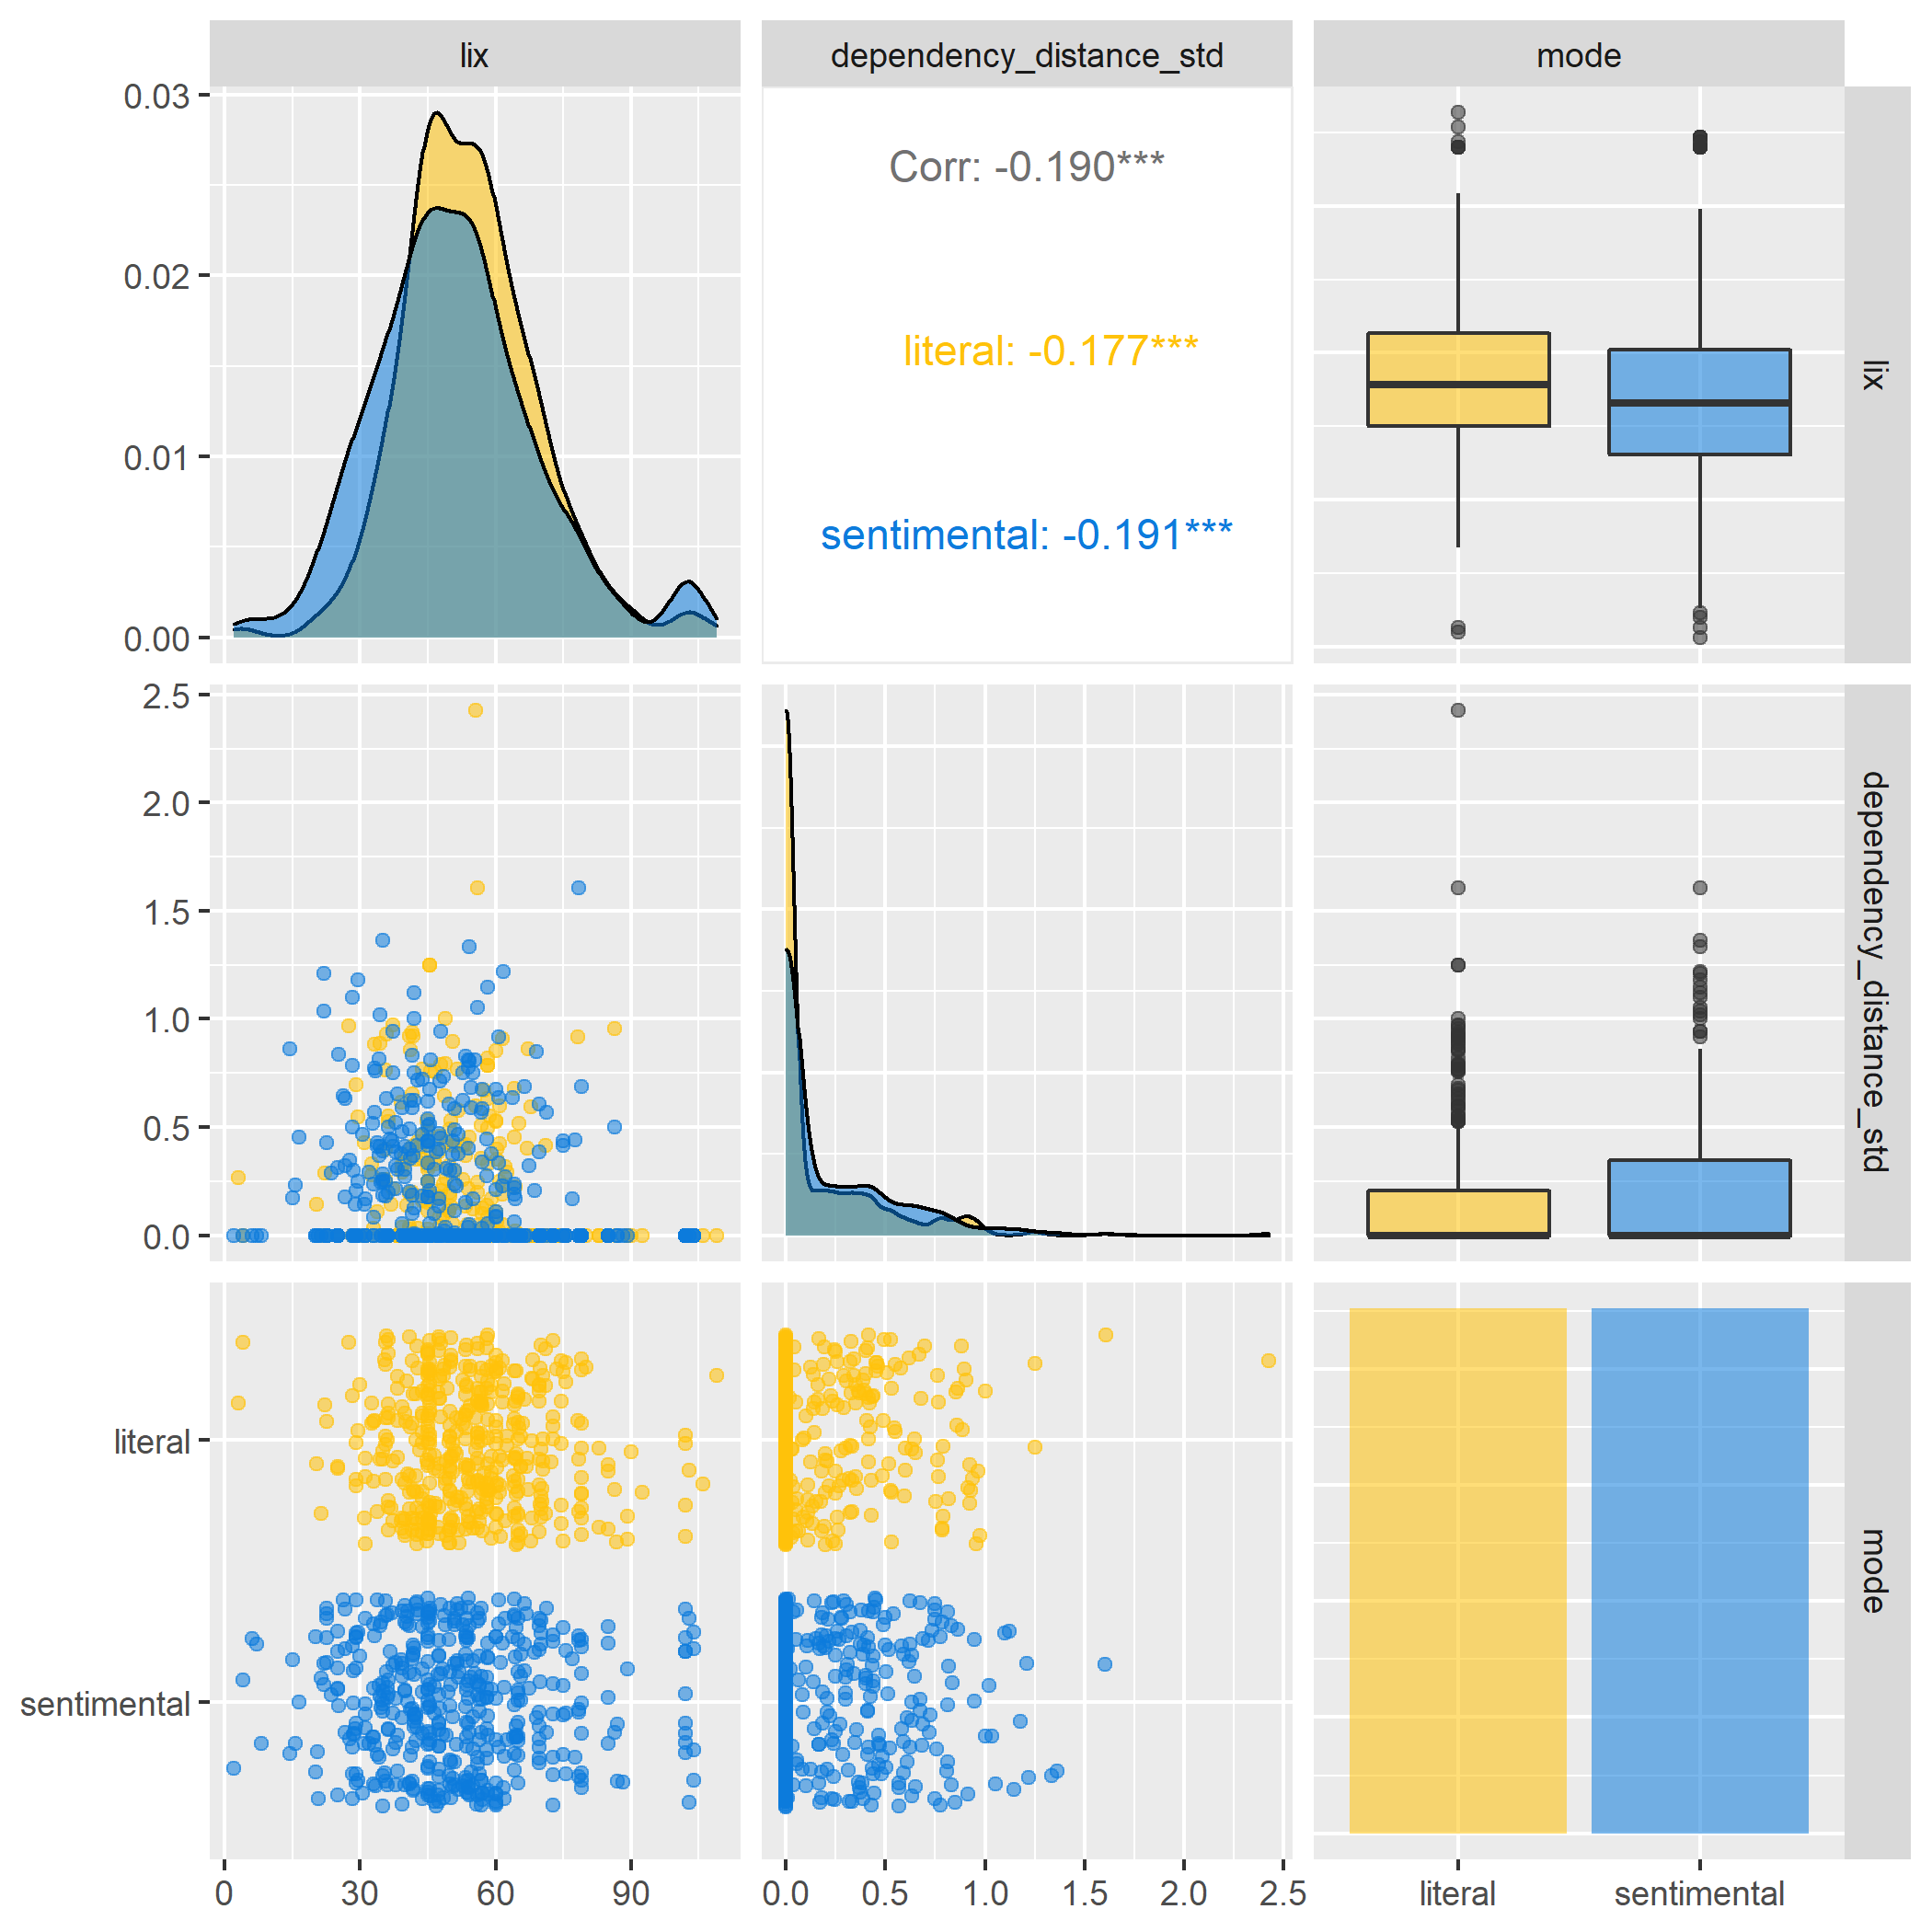 lix dependency_distance_std mode
0.03
0.02
0.01
0.00
Corr: -0.190***
literal: -0.177***
sentimental: -0.191***
lix
2.5
2.0
1.5
1.0
0.5
0.0
dependency_distance_std
literal
sentimental
mode
0 30 60 90 0.0 0.5 1.0 1.5 2.0 2.5 literal sentimental